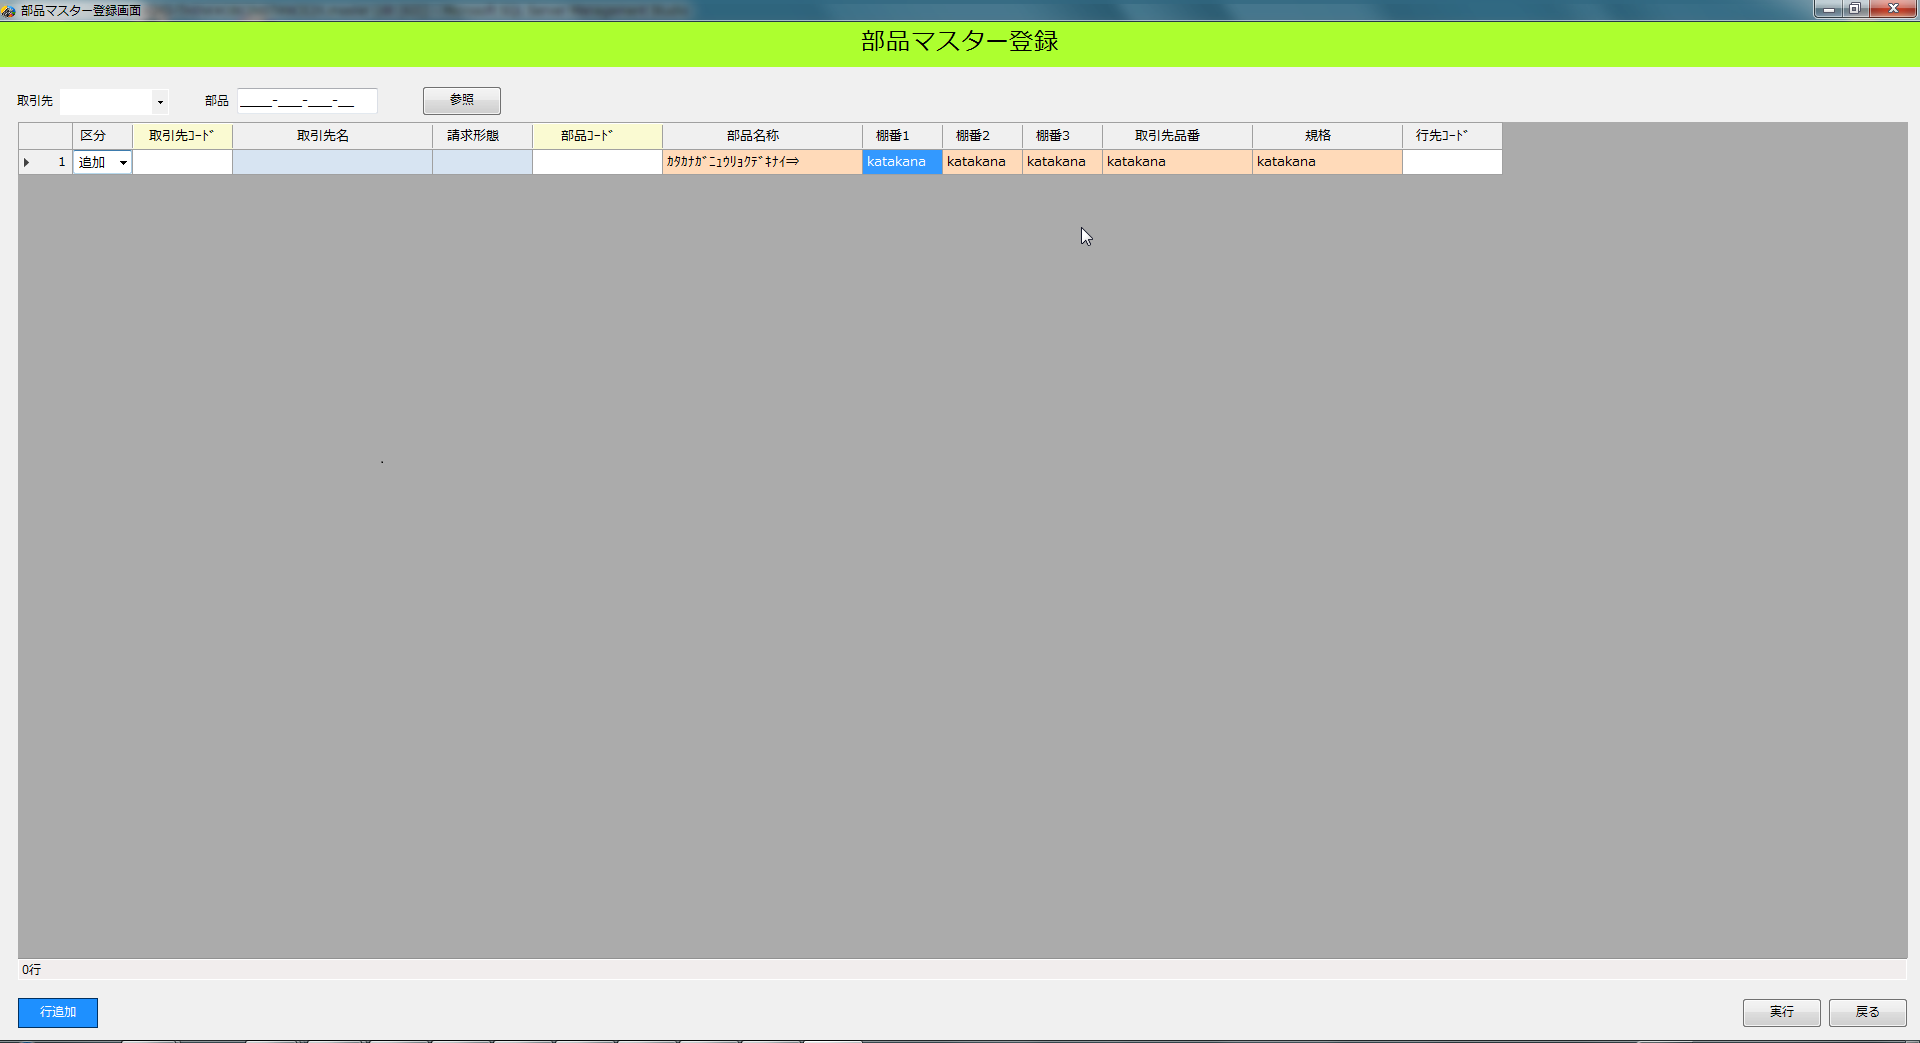 部品マスター登録画面
部品マスター登録
取引先 部品 ____-___-___-__ 参照
区分 取引先ｺｰﾄﾞ 取引先名 請求形態 部品ｺｰﾄﾞ 部品名称 棚番1 棚番2 棚番3 取引先品番 規格 行先ｺｰﾄﾞ
1 追加 ｶﾀｶﾅｶﾞﾆｭｳﾘｮｸﾃﾞｷﾅｲ⇒ katakana katakana katakana katakana katakana
0行
行追加 実行 戻る